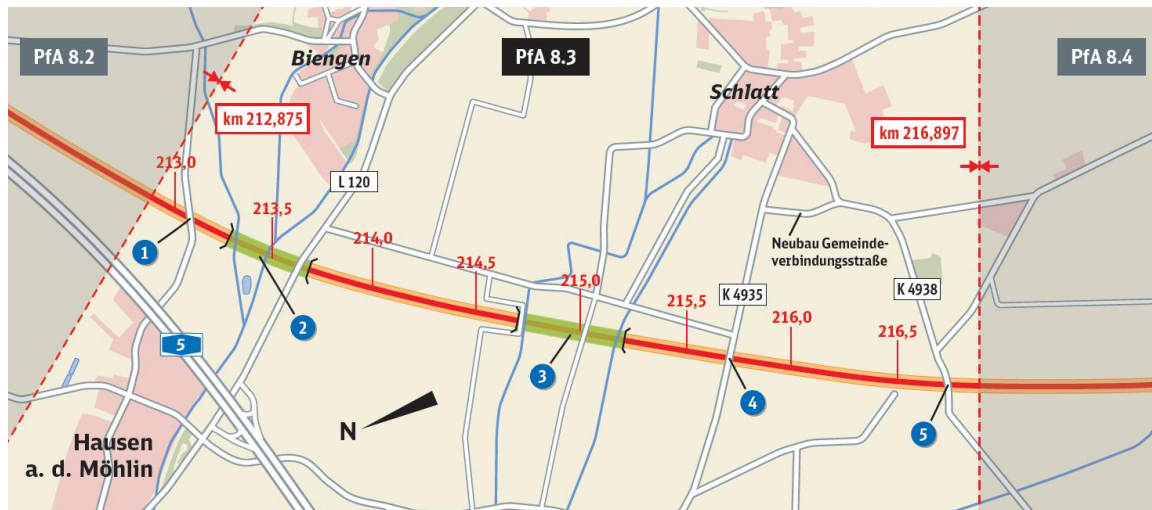 PfA 8.2
Biengen
PfA 8.3
Schlatt
PfA 8.4
km 212,875
km 216,897
213,0
L 120
213,5
214,0
214,5
215,0
215,5
216,0
216,5
Neubau Gemeinde-
verbindungsstraße
K 4935
K 4938
1
2
3
4
5
5
N
Hausen
a. d. Möhlin